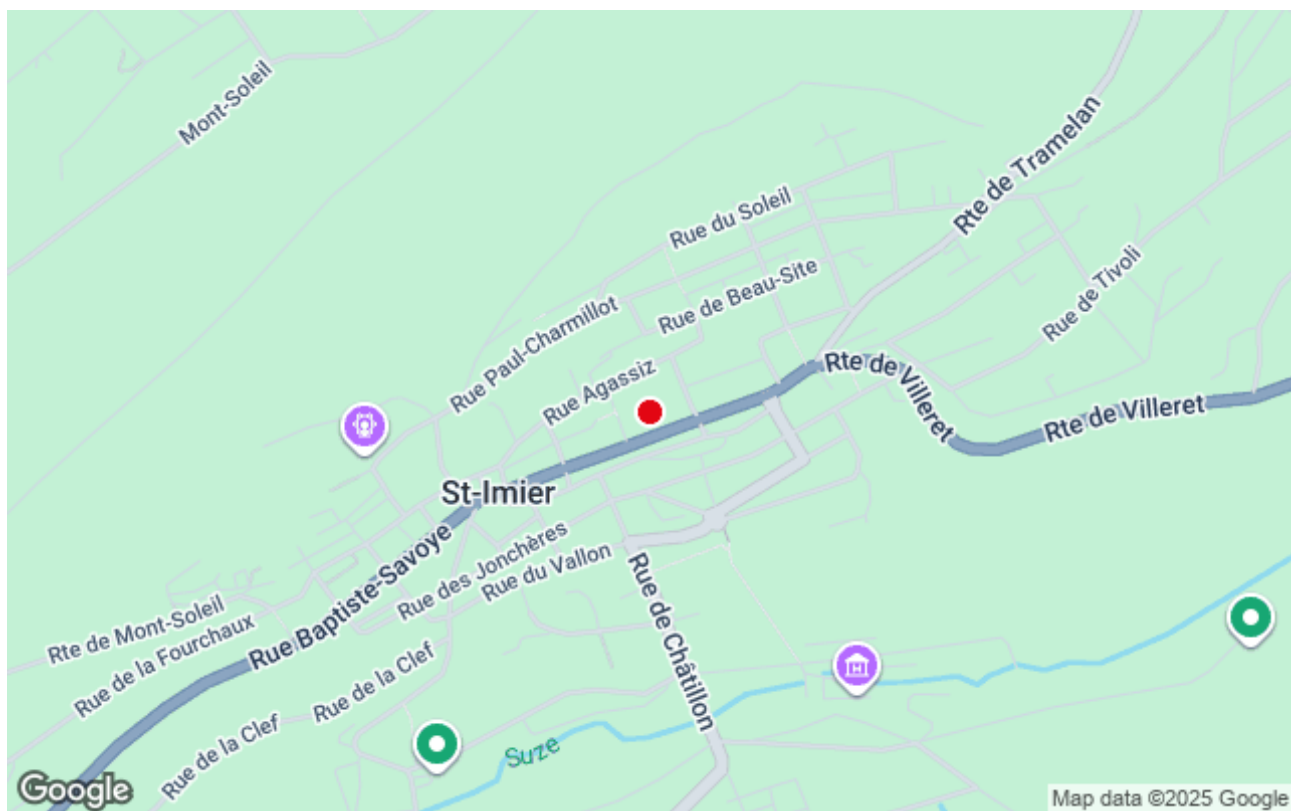 Mont-Soleil
Rte de Tramelan
Rue du Soleil
Rue de Beau-Site
Rue de Tivoli
Rue Paul-Charmillot
Rue Agassiz
Rte de Villeret
Rte de Villeret
St-Imier
Rue des Jonchères
Rue du Vallon
Rue Baptiste-Savoye
Rte de Mont-Soleil
Rue de la Fourchaux
Rue de Châtillon
Rue de la Clef
Rue de la Clef
Suze
Google
Map data ©2025 Google